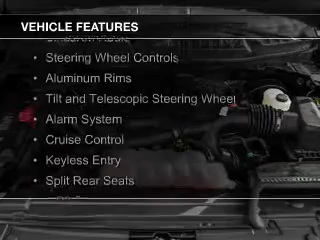 VEHICLE FEATURES
• Steering Wheel Controls
• Aluminum Rims
• Tilt and Telescopic Steering Wheel
• Alarm System
• Cruise Control
• Keyless Entry
• Split Rear Seats